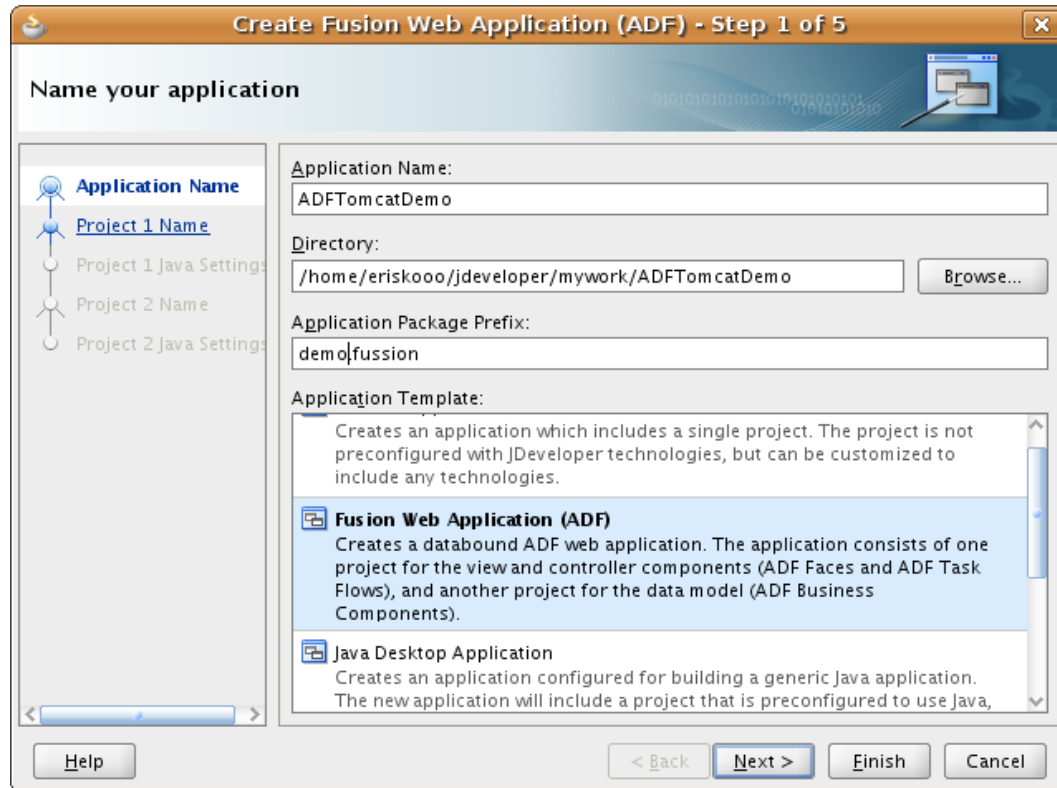 Create Fusion Web Application (ADF) - Step 1 of 5
Name your application
Application Name
Project 1 Name
Project 1 Java Settings
Project 2 Name
Project 2 Java Settings
Application Name:
ADFTomcatDemo
Directory:
/home/eriskooo/jdeveloper/mywork/ADFTomcatDemo
Browse...
Application Package Prefix:
demo.fussion
Application Template:
Creates an application which includes a single project. The project is not
preconfigured with JDeveloper technologies, but can be customized to
include any technologies.
Fusion Web Application (ADF)
Creates a databound ADF web application. The application consists of one
project for the view and controller components (ADF Faces and ADF Task
Flows), and another project for the data model (ADF Business
Components).
Java Desktop Application
Creates an application configured for building a generic Java application.
The new application will include a project that is preconfigured to use Java,
Help
< Back
Next >
Finish
Cancel